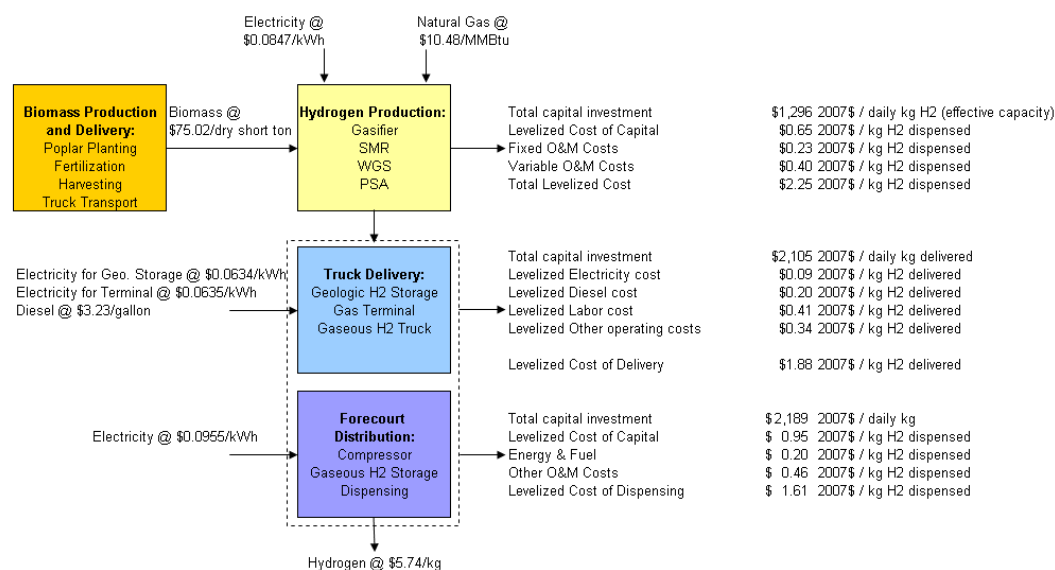 Electricity @
$0.0847/kWh
Natural Gas @
$10.48/MMBtu
Biomass Production
and Delivery:
Poplar Planting
Fertilization
Harvesting
Truck Transport
Biomass @
$75.02/dry short ton
Hydrogen Production:
Gasifier
SMR
WGS
PSA
Total capital investment $1,296 2007$ / daily kg H2 (effective capacity)
Levelized Cost of Capital $0.65 2007$ / kg H2 dispensed
Fixed O&M Costs $0.23 2007$ / kg H2 dispensed
Variable O&M Costs $0.40 2007$ / kg H2 dispensed
Total Levelized Cost $2.25 2007$ / kg H2 dispensed
Electricity for Geo. Storage @ $0.0634/kWh
Electricity for Terminal @ $0.0635/kWh
Diesel @ $3.23/gallon
Truck Delivery:
Geologic H2 Storage
Gas Terminal
Gaseous H2 Truck
Total capital investment $2,105 2007$ / daily kg delivered
Levelized Electricity cost $0.09 2007$ / kg H2 delivered
Levelized Diesel cost $0.20 2007$ / kg H2 delivered
Levelized Labor cost $0.41 2007$ / kg H2 delivered
Levelized Other operating costs $0.34 2007$ / kg H2 delivered
Levelized Cost of Delivery $1.88 2007$ / kg H2 delivered
Electricity @ $0.0955/kWh
Forecourt
Distribution:
Compressor
Gaseous H2 Storage
Dispensing
Total capital investment $2,189 2007$ / daily kg
Levelized Cost of Capital $ 0.95 2007$ / kg H2 dispensed
Energy & Fuel $ 0.20 2007$ / kg H2 dispensed
Other O&M Costs $ 0.46 2007$ / kg H2 dispensed
Levelized Cost of Dispensing $ 1.61 2007$ / kg H2 dispensed
Hydrogen @ $5.74/kg